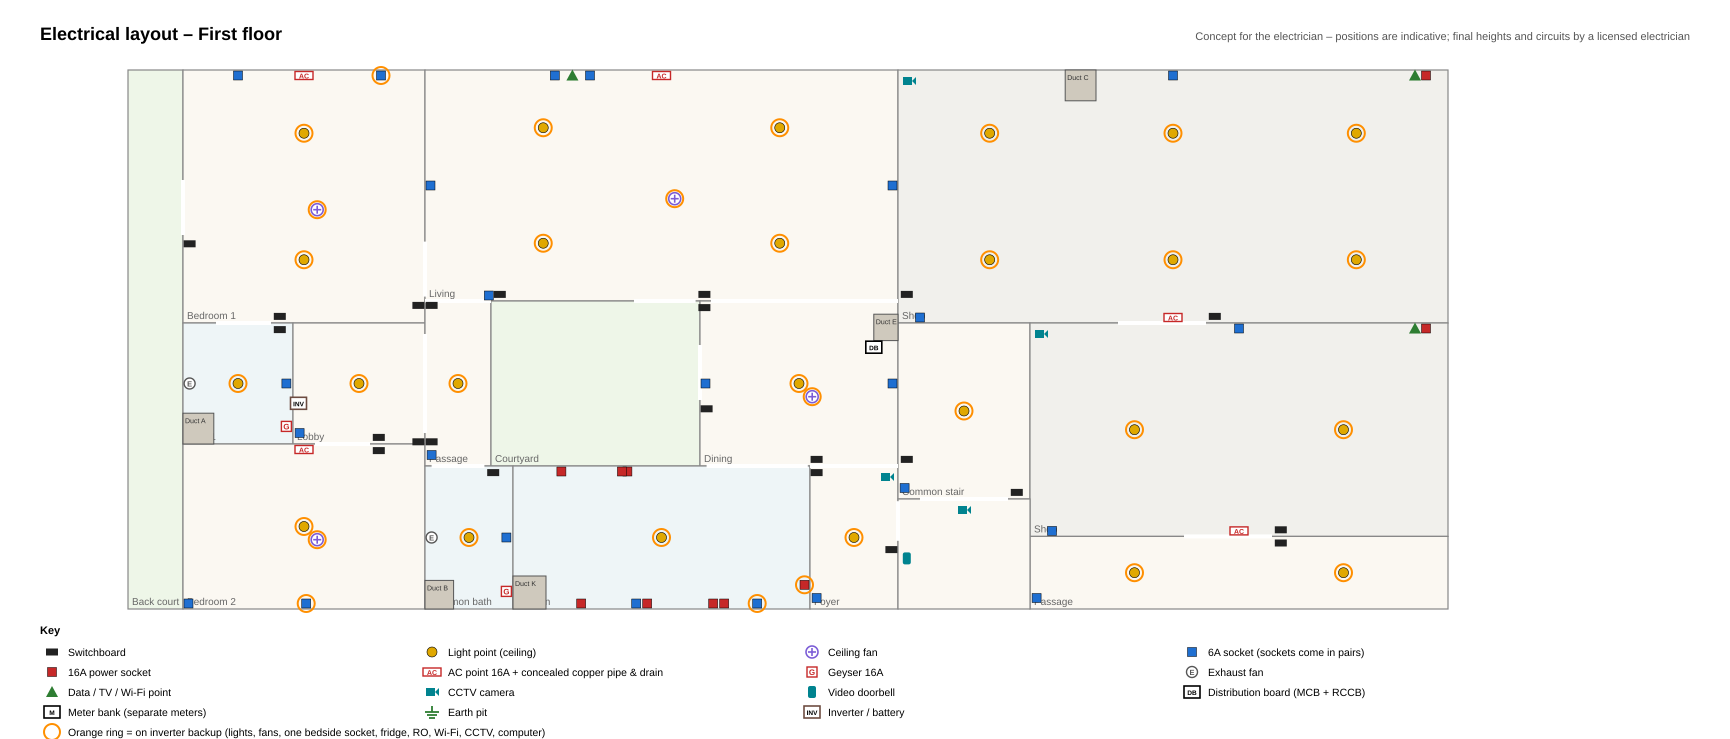 Electrical layout – First floor
Concept for the electrician – positions are indicative; final heights and circuits by a licensed electrician
AC
AC
Duct C
Living
Bedroom 1
Duct E
Sh
AC
DB
E
INV
Duct A
G
Lobby
AC
Passage
Courtyard
Dining
Common stair
Sh
AC
E
Duct B
G
Duct K
Back court
Bedroom 2
non bath
n
Foyer
Passage
Key
Switchboard
Light point (ceiling)
Ceiling fan
6A socket (sockets come in pairs)
16A power socket
AC AC point 16A + concealed copper pipe & drain
G Geyser 16A
E Exhaust fan
Data / TV / Wi-Fi point
CCTV camera
Video doorbell
DB Distribution board (MCB + RCCB)
M Meter bank (separate meters)
Earth pit
INV Inverter / battery
Orange ring = on inverter backup (lights, fans, one bedside socket, fridge, RO, Wi-Fi, CCTV, computer)